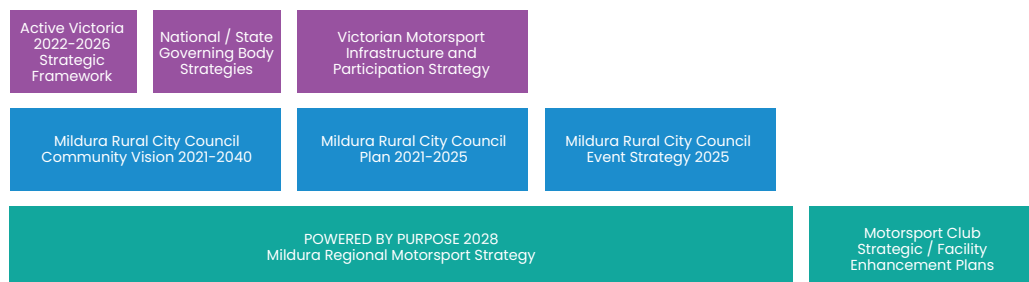 Active Victoria
2022-2026
Strategic
Framework
National / State
Governing Body
Strategies
Victorian Motorsport
Infrastructure and
Participation Strategy
Mildura Rural City Council
Community Vision 2021-2040
Mildura Rural City Council
Plan 2021-2025
Mildura Rural City Council
Event Strategy 2025
POWERED BY PURPOSE 2028
Mildura Regional Motorsport Strategy
Motorsport Club
Strategic / Facility
Enhancement Plans